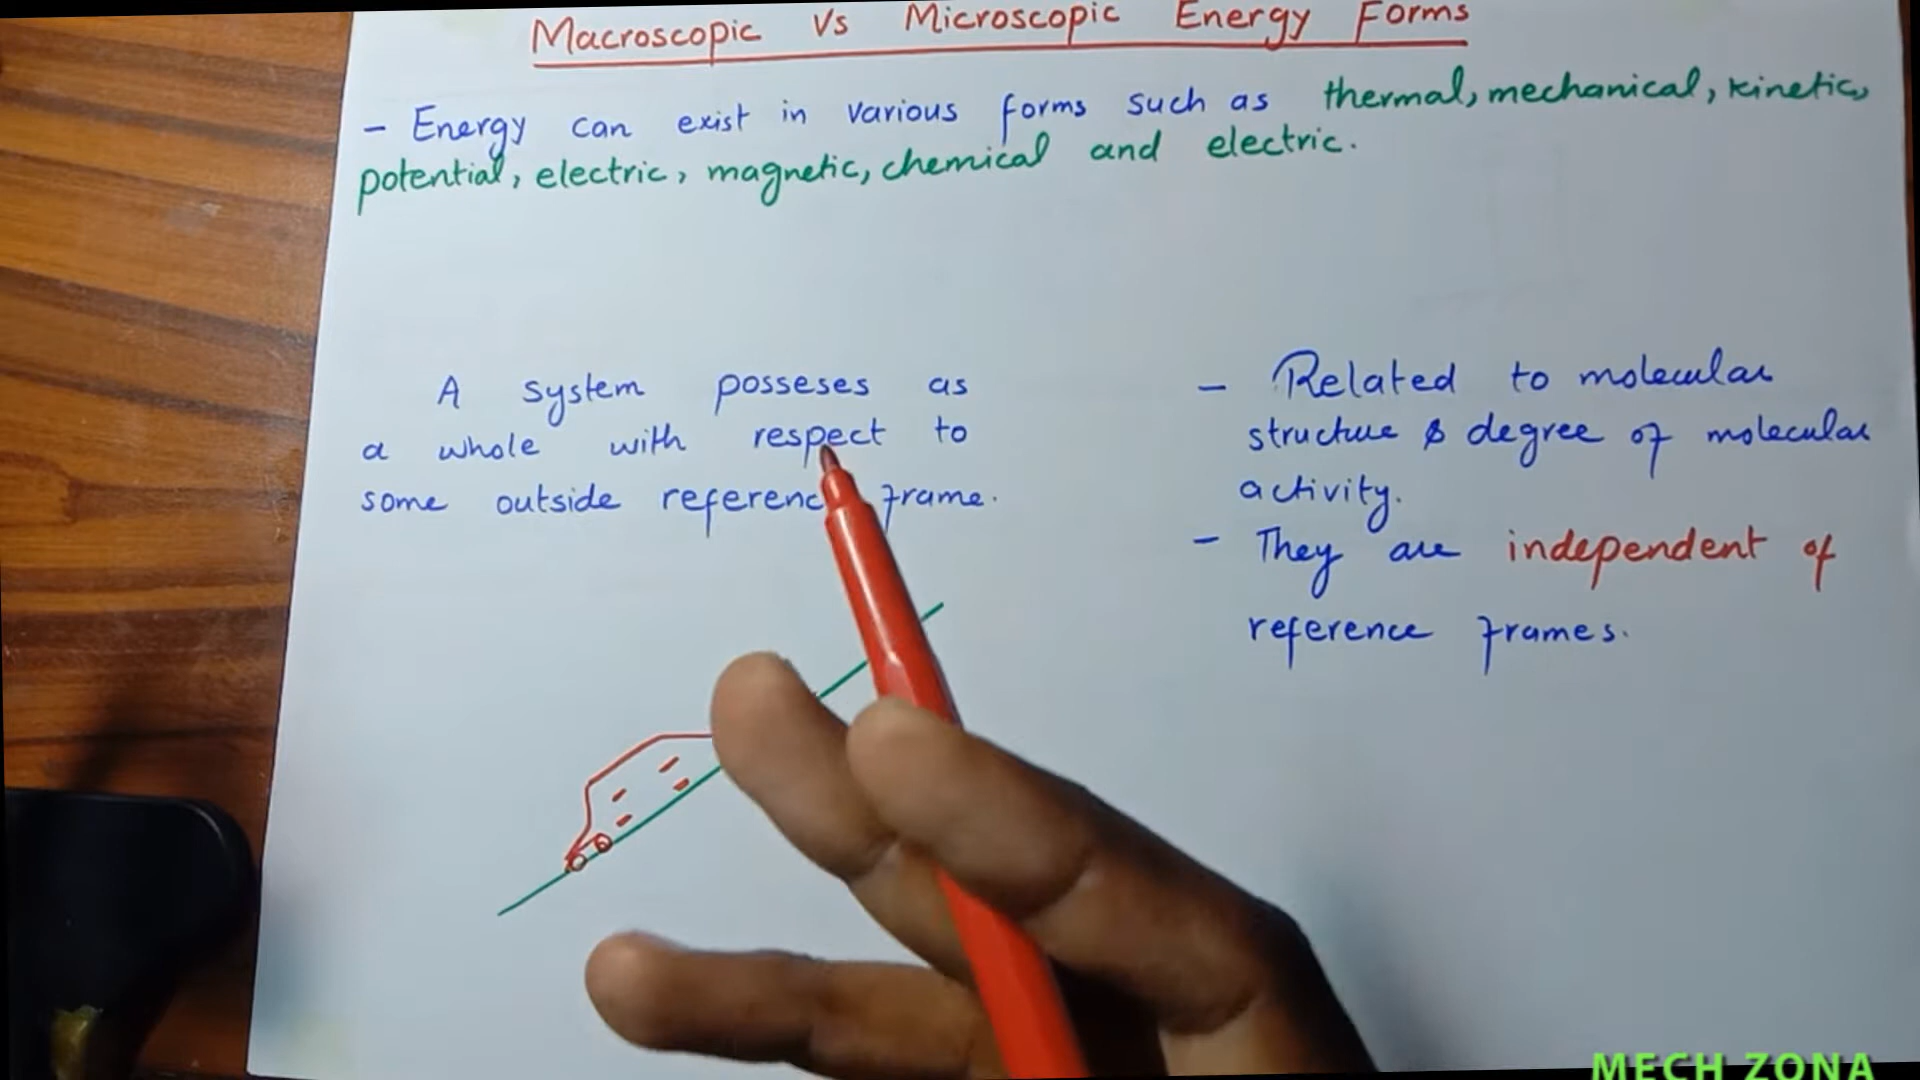 Macroscopic Vs Microscopic Energy Forms
- Energy can exist in various forms such as thermal, mechanical, kinetic,
potential, electric, magnetic, chemical and electric.
A system posseses as
a whole with respect to
some outside referenc frame.
- Related to molecular
structure & degree of molecular
activity.
- They are independent of
reference frames.
MECH ZONA